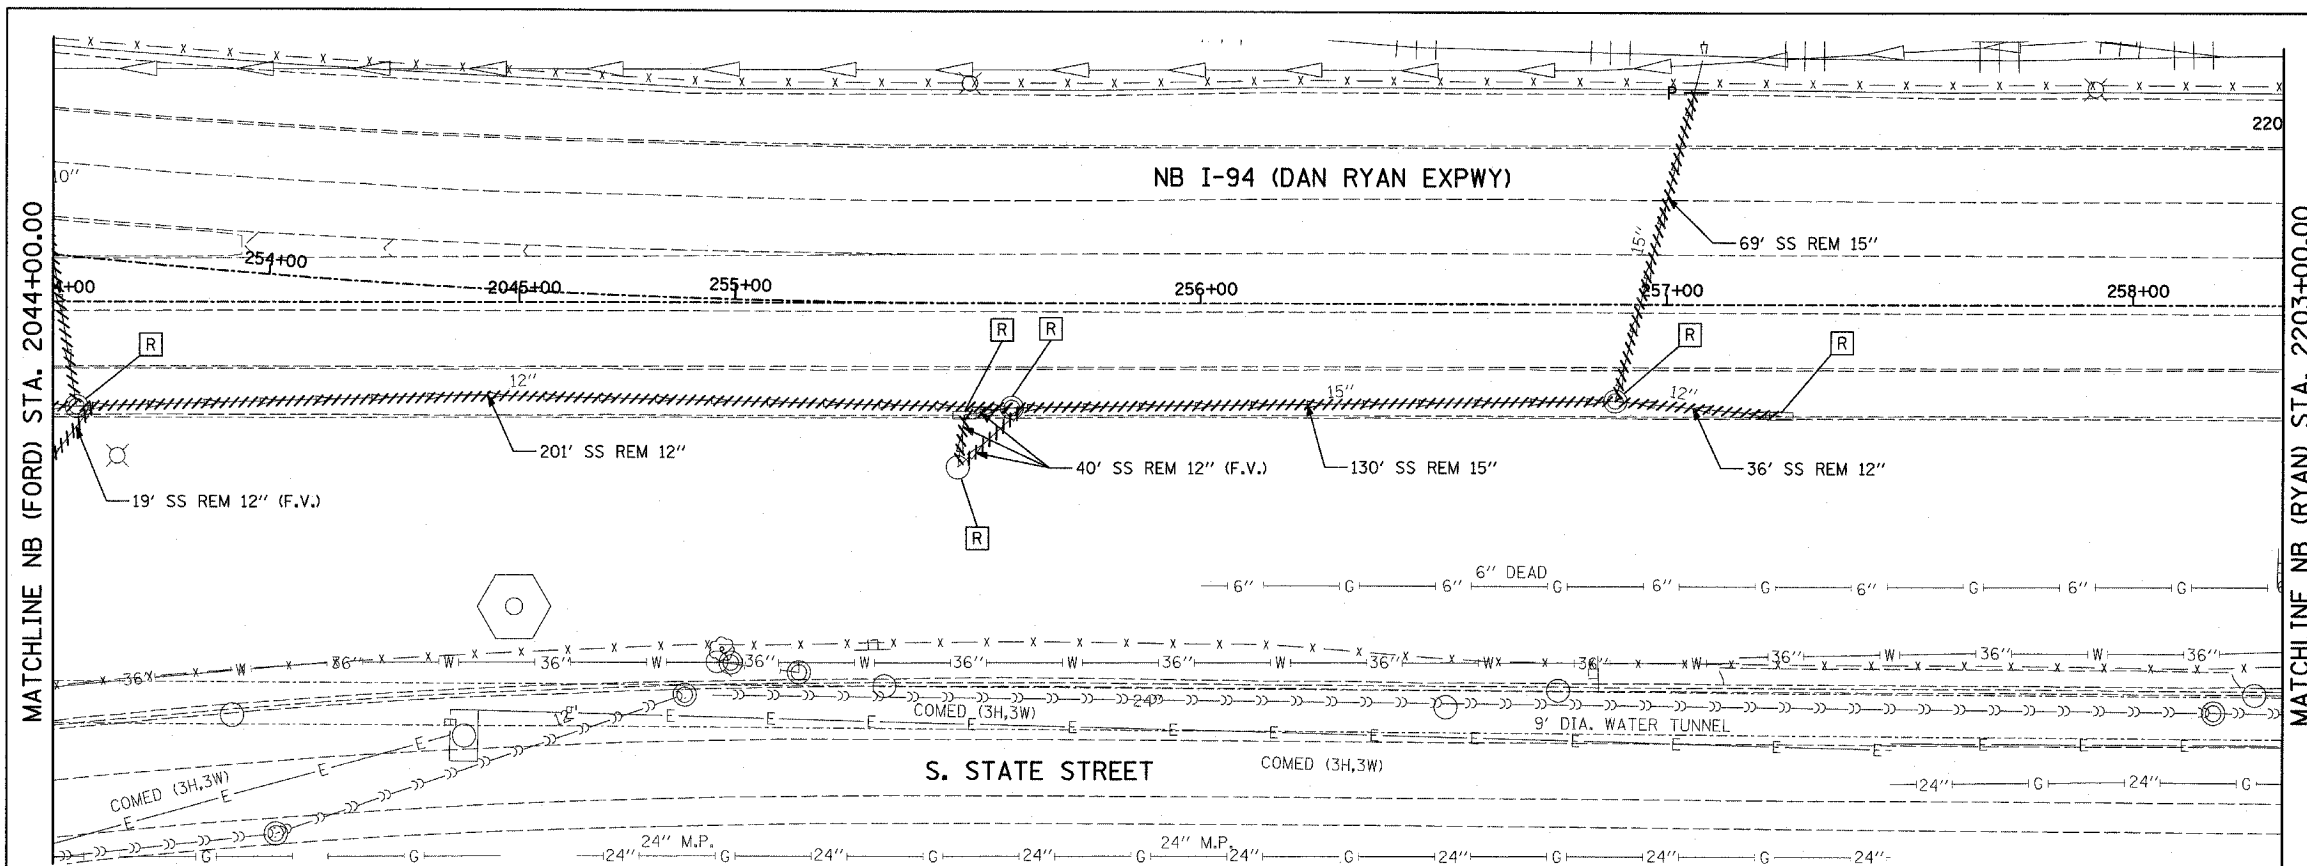 MATCHLINE NB (FORD) STA. 2044+00.00
MATCHLINE NB (RYAN) STA. 2203+00.00
P
220
NB I-94 (DAN RYAN EXPWY)
10''
15''
69' SS REM 15''
254+00
+00
2045+00
255+00
256+00
257+00
258+00
R
R
R
R
R
12''
15''
12''
201' SS REM 12''
40' SS REM 12'' (F.V.)
130' SS REM 15''
36' SS REM 12''
19' SS REM 12'' (F.V.)
R
6'' DEAD
6'' G 6'' G 6'' G 6'' G 6'' G
36'' W 36'' W 36'' W 36'' W 36'' W 36'' W 36'' W 36'' W
36'' W 36'' W 36''
24''
12''
COMED (3H,3W)
9' DIA. WATER TUNNEL
E E E E E E E E E E E E E E E E
S. STATE STREET
COMED (3H,3W)
COMED (3H,3W)
E E E E
24'' G 24'' G
24'' M.P.
24'' M.P.
G G 24'' G 24'' G 24'' G 24'' G 24'' G 24'' G 24''